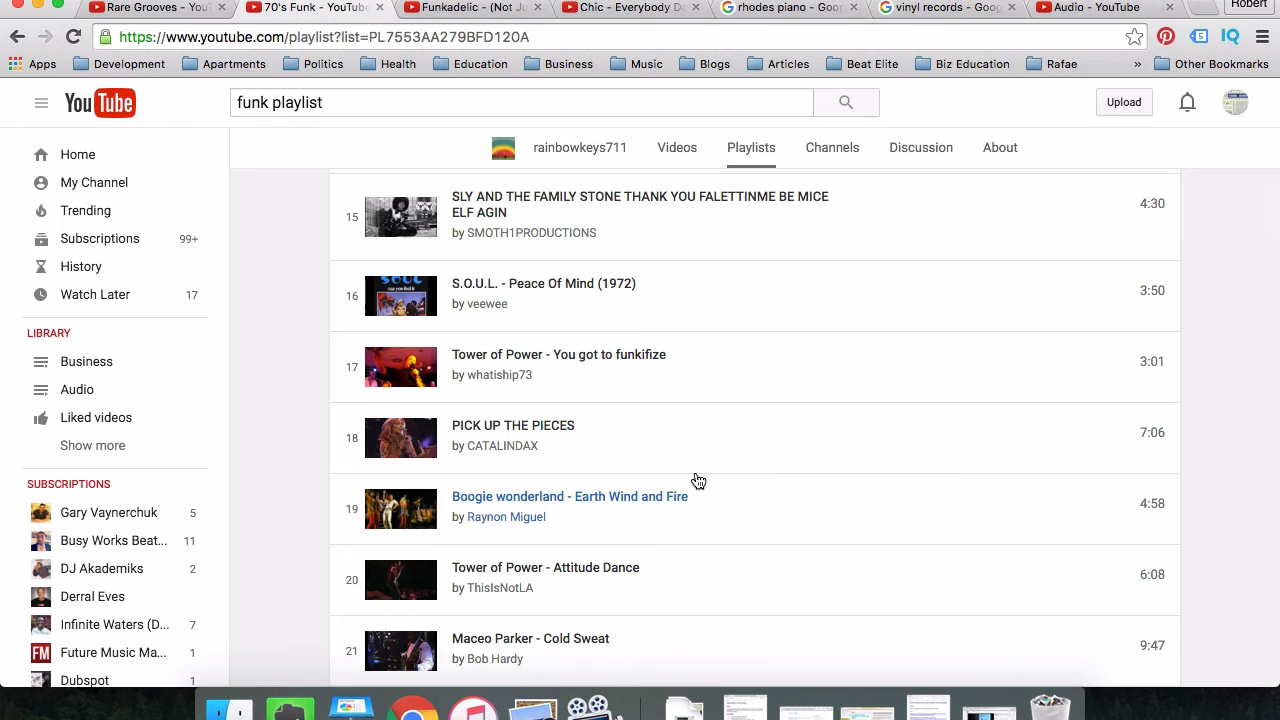 Rare Grooves - You
70's Funk - YouTube
Funkadelic - (Not Ju
Chic - Everybody D
rhodes piano - Goo
vinyl records - Goog
Audio - YouTube
Robert
https://www.youtube.com/playlist?list=PL7553AA279BFD120A
Apps
Development
Apartments
Politics
Health
Education
Business
Music
Biols
Articles
Beat Elite
Biz Education
Rafae
»
Other Bookmarks
YouTube
funk playlist
Upload
rainbowkeys711
Videos
Playlists
Channels
Discussion
About
Home
My Channel
Trending
Subscriptions 99+
History
Watch Later 17
LIBRARY
Business
Audio
Liked videos
Show more
SUBSCRIPTIONS
Gary Vaynerchuk 5
Busy Works Beat... 11
DJ Akademiks 2
Derral Eves
Infinite Waters (D... 7
FM Future Music Ma... 1
Dubspot 1
15
SLY AND THE FAMILY STONE THANK YOU FALETTINME BE MICE
ELF AGIN
by SMOTH1PRODUCTIONS
4:30
16
SOUL
S.O.U.L. - Peace Of Mind (1972)
by veewee
3:50
17
Tower of Power - You got to funkifize
by whatiship73
3:01
18
PICK UP THE PIECES
by CATALINDAX
7:06
19
Boogie wonderland - Earth Wind and Fire
by Raynon Miguel
4:58
20
Tower of Power - Attitude Dance
by ThisIsNotLA
6:08
21
Maceo Parker - Cold Sweat
by Bob Hardy
9:47